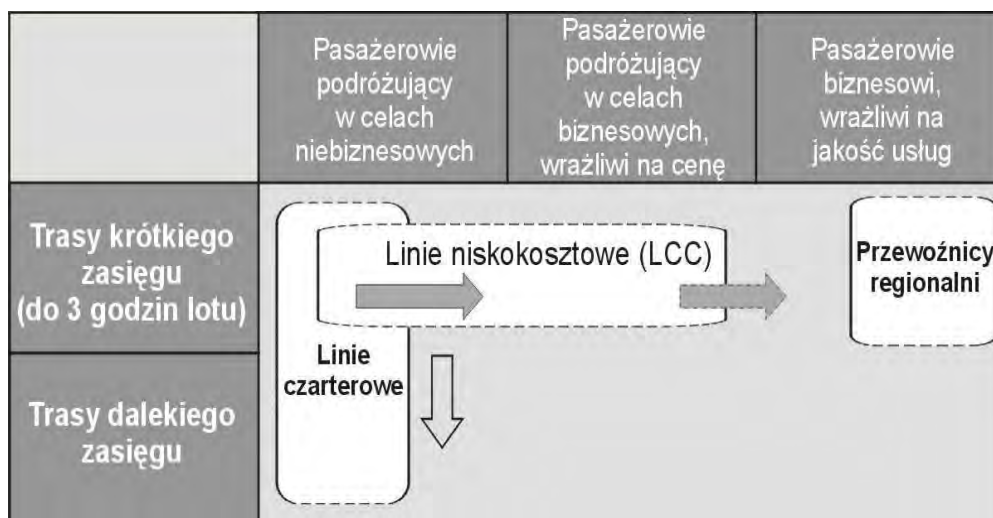 Pasażerowie
podróżujący
w celach
niebiznesowych
Pasażerowie
podróżujący
w celach
biznesowych,
wrażliwi na cenę
Pasażerowie
biznesowi,
wrażliwi na
jakość usług
Trasy krótkiego
zasięgu
(do 3 godzin lotu)
Linie niskokosztowe (LCC)
Przewoźnicy
regionalni
Linie
czarterowe
Trasy dalekiego
zasięgu